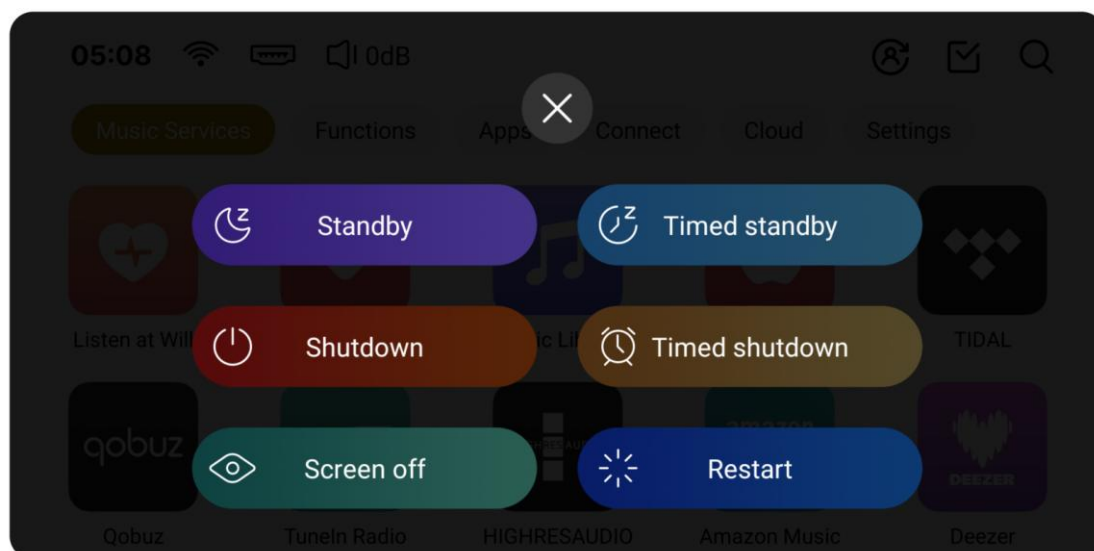 05:08 0dB
Music Services Functions Apps Connect Cloud Settings
Standby Timed standby
Shutdown Timed shutdown
Listen at Will TIDAL
qobuz
Screen off Restart
DEEZER
Qobuz TuneIn Radio HIGHRESAUDIO Amazon Music Deezer